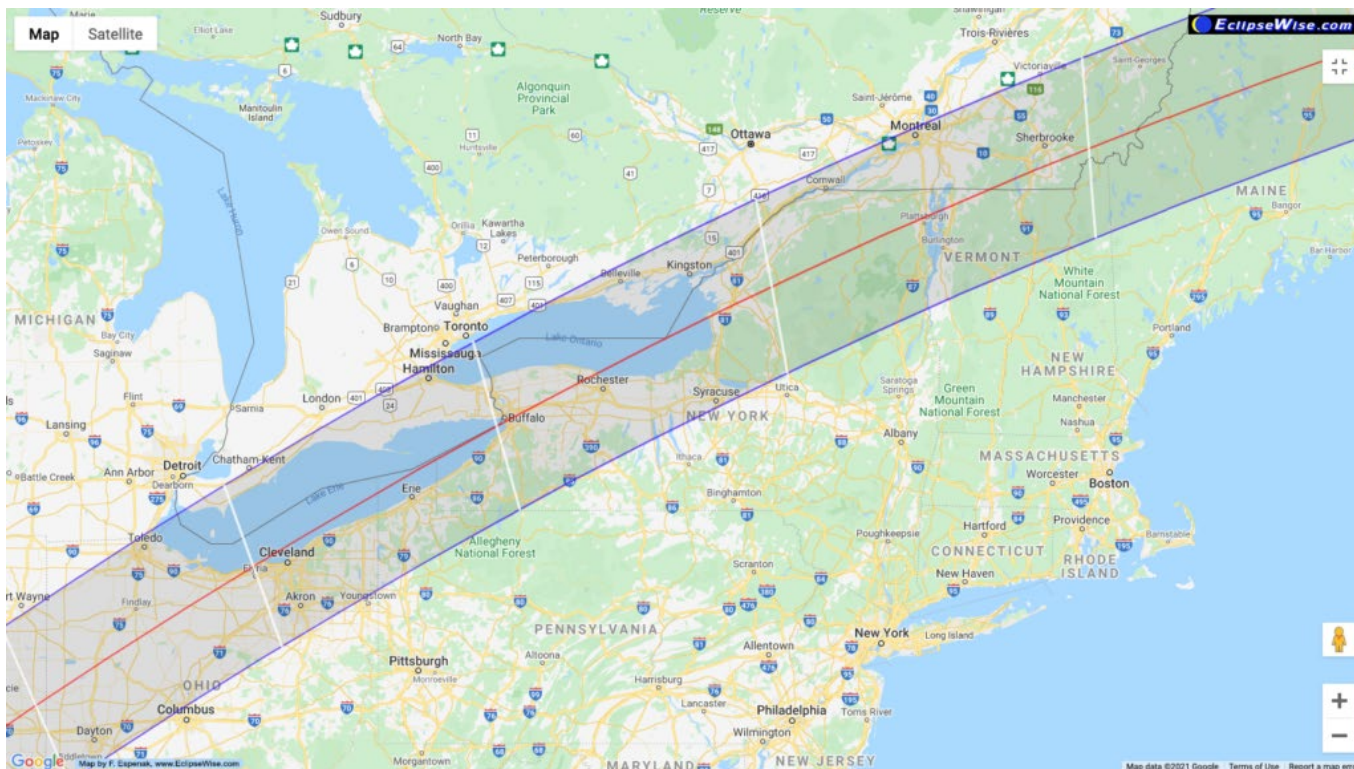 Map Satellite
EclipseWise.com
Sudbury
Elliot Lake
North Bay
Reserve
Shawinigan
Trois-Rivières
Victoriaville
Saint-Georges
Mackinaw City
Manitoulin Island
Algonquin Provincial Park
Saint-Jérôme
Montreal
Sherbrooke
Petoskey
Huntsville
Ottawa
Cornwall
Lake Huron
Owen Sound
Orillia
Kawartha Lakes
Peterborough
Belleville
Kingston
Plattsburgh
Burlington
VERMONT
MAINE
Bangor
Bar Harbor
White Mountain National Forest
MICHIGAN
Bay City
Saginaw
Vaughan
Brampton
Toronto
Mississauga
Hamilton
Lake Ontario
Portland
NEW HAMPSHIRE
Flint
Sarnia
London
Rochester
Syracuse
Utica
Saratoga Springs
Green Mountain National Forest
Manchester
Nashua
Lansing
Buffalo
NEW YORK
Albany
MASSACHUSETTS
Battle Creek
Ann Arbor
Detroit
Dearborn
Chatham-Kent
Lake Erie
Erie
Ithaca
Binghamton
Worcester
Boston
Toledo
Cleveland
Elyria
Allegheny National Forest
Poughkeepsie
Hartford
Providence
Barnstable
CONNECTICUT
RHODE ISLAND
rt Wayne
Findlay
Akron
Youngstown
Scranton
New Haven
PENNSYLVANIA
New York
Long Island
OHIO
Pittsburgh
Monroeville
Altoona
Allentown
Harrisburg
Columbus
Lancaster
Philadelphia
Toms River
Dayton
Wilmington
Middletown
Morgantown
MARYLAND
NEW JERSEY
Google Map by F. Espenak, www.EclipseWise.com
Map data ©2021 Google Terms of Use Report a map err